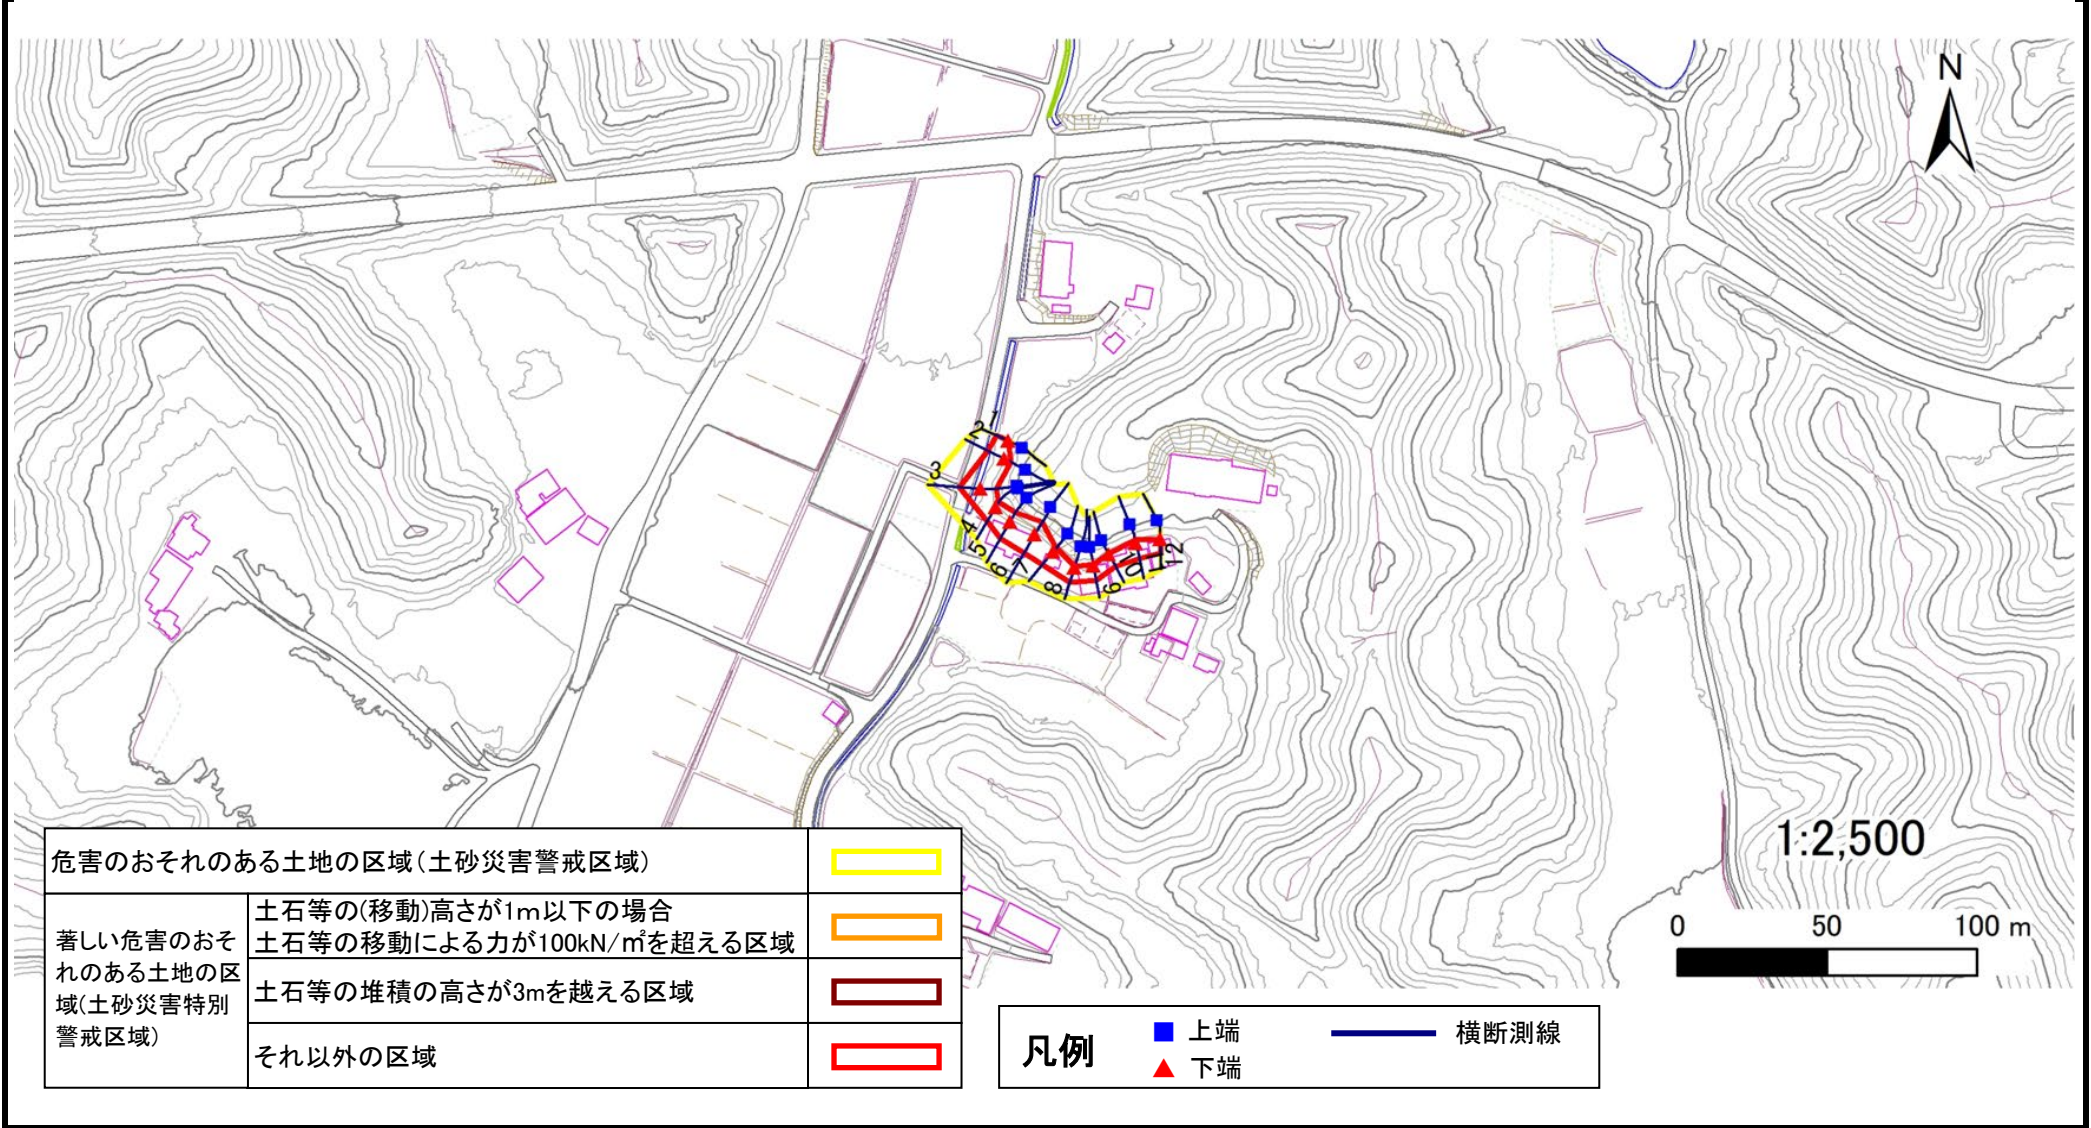 N
1
2
3
4
5
6
7
8
9
10
12
1:2,500
0 50 100 m
危害のおそれのある土地の区域(土砂災害警戒区域)
著しい危害のおそ
れのある土地の区
域(土砂災害特別
警戒区域)
土石等の(移動)高さが1m以下の場合
土石等の移動による力が100kN/㎡を超える区域
土石等の堆積の高さが3mを越える区域
それ以外の区域
凡例
上端
横断測線
下端